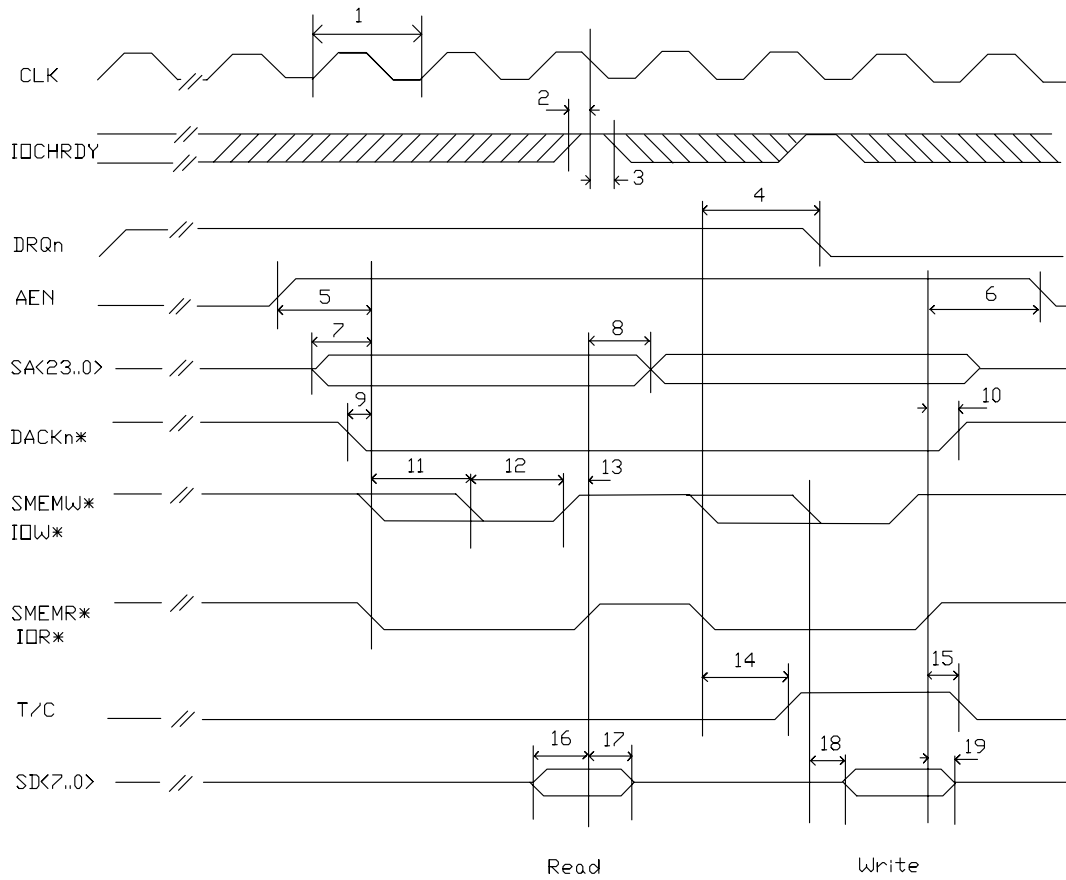 1
CLK
2
IOCHRDY
3
4
DRQn
AEN
5
6
7
8
SA<23..0>
9
10
DACKn*
11
12
13
SMEMW*
IOW*
SMEMR*
IOR*
14
15
T/C
16
17
18
19
SD<7..0>
Read
Write